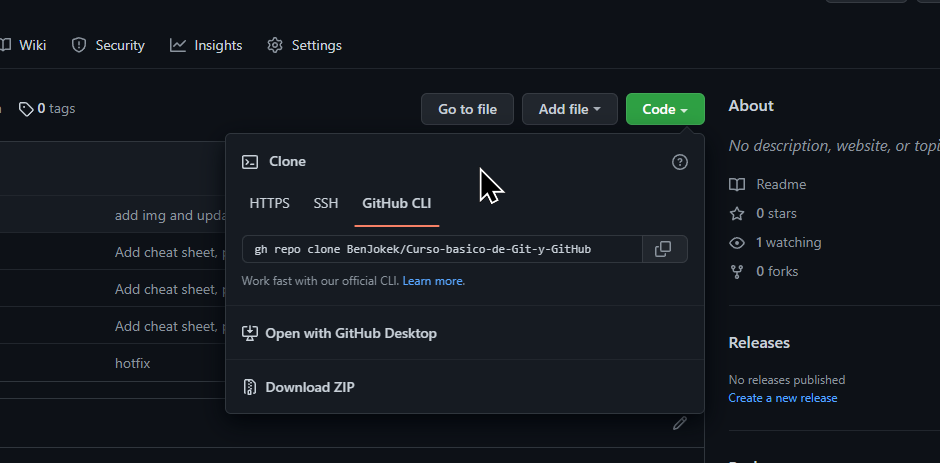 Wiki Security Insights Settings
0 tags Go to file Add file Code
About
No description, website, or
Clone
HTTPS SSH GitHub CLI
gh repo clone BenJokek/Curso-basico-de-Git-y-GitHub
Work fast with our official CLI. Learn more.
Open with GitHub Desktop
Download ZIP
add img and
Add cheat sheet,
Add cheat sheet,
Add cheat sheet,
hotfix
Readme
0 stars
1 watching
0 forks
Releases
No releases published
Create a new release